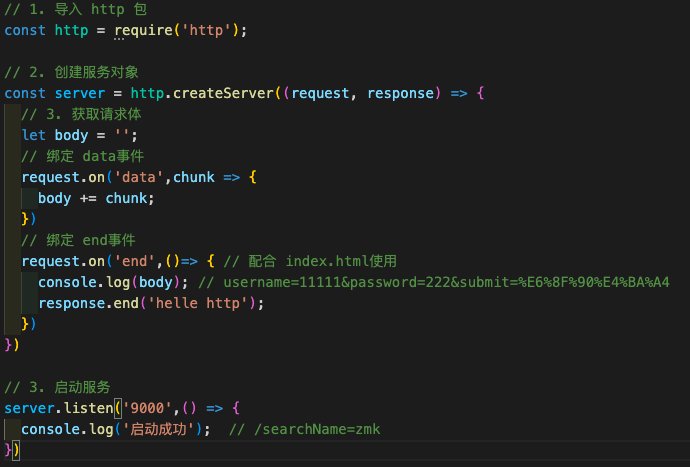 // 1. 导入 http 包
const http = require('http');
// 2. 创建服务对象
const server = http.createServer((request, response) => {
// 3. 获取请求体
let body = '';
// 绑定 data事件
request.on('data',chunk => {
body += chunk;
})
// 绑定 end事件
request.on('end',()=> { // 配合 index.html使用
console.log(body); // username=11111&password=222&submit=%E6%8F%90%E4%BA%A4
response.end('helle http');
})
})
// 3. 启动服务
server.listen('9000',() => {
console.log('启动成功');  // /searchName=zmk
})